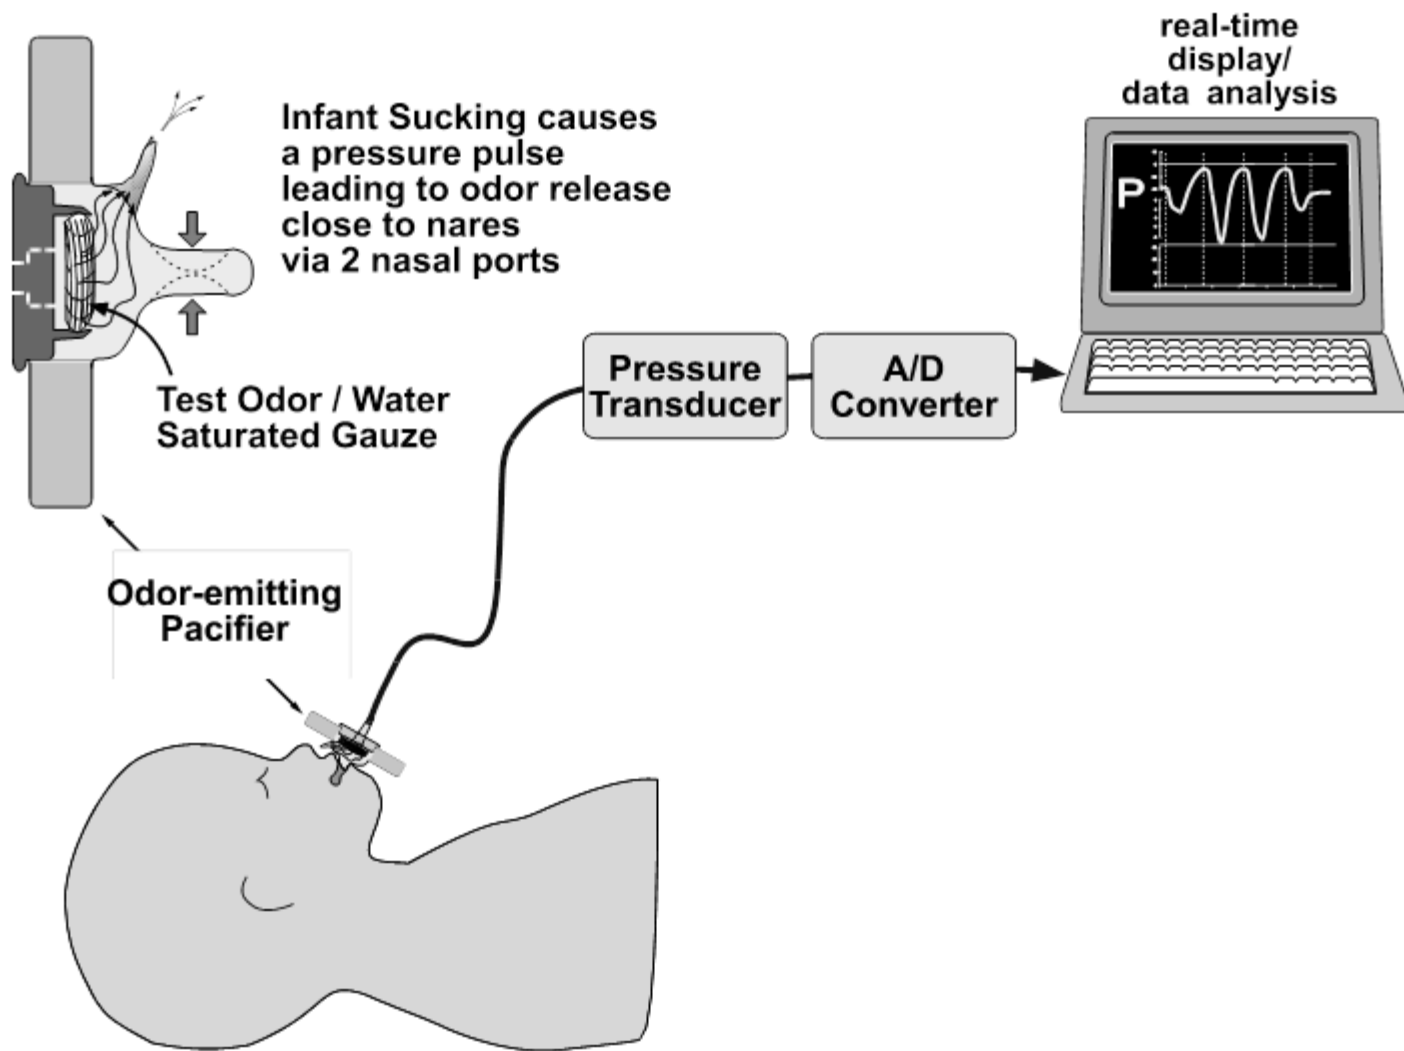 real-time
display/
data analysis
Infant Sucking causes
a pressure pulse
leading to odor release
close to nares
via 2 nasal ports
P
Pressure
Transducer
A/D
Converter
Test Odor / Water
Saturated Gauze
Odor-emitting
Pacifier